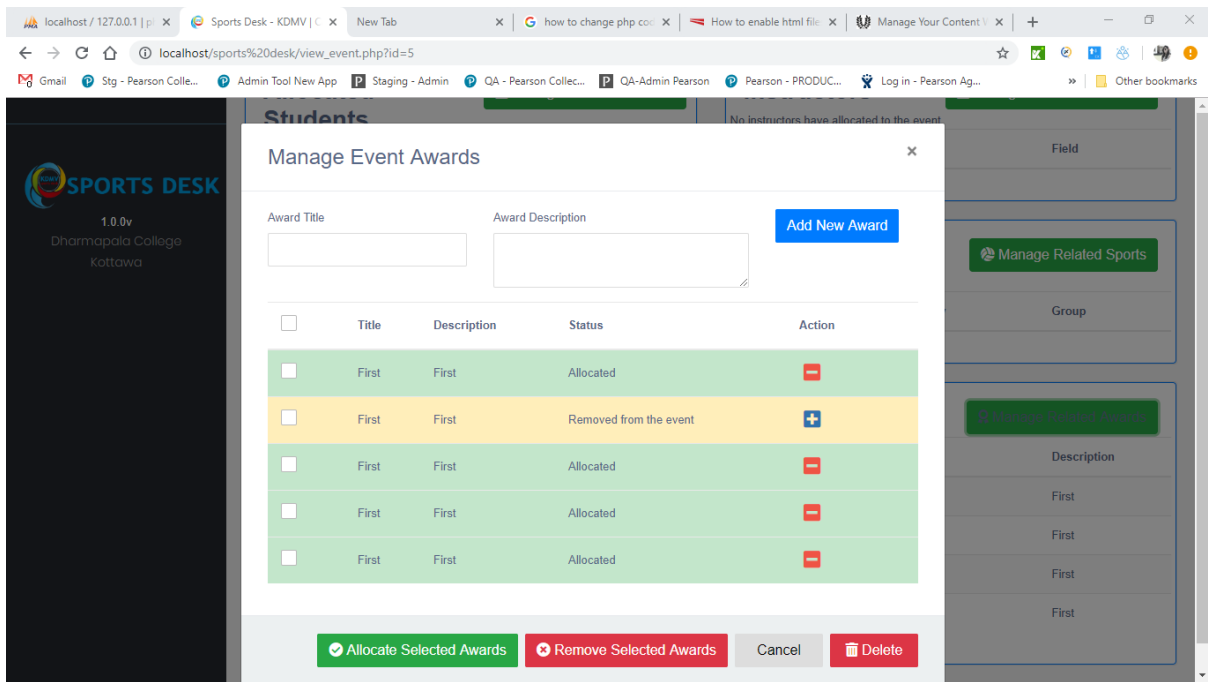 localhost / 127.0.0.1 | p
Sports Desk - KDMV | C
New Tab
how to change php cod
How to enable html file
Manage Your Content V
localhost/sports%20desk/view_event.php?id=5
Gmail
Stg - Pearson Colle...
Admin Tool New App
Staging - Admin
QA - Pearson Collec...
QA-Admin Pearson
Pearson - PRODUC...
Log in - Pearson Ag...
»
Other bookmarks
Students
No instructors have allocated to the event
Field
SPORTS DESK
1.0.0v
Dharmapala College
Kottawa
Manage Event Awards
×
Award Title
Award Description
Add New Award
Manage Related Sports
Title Description Status Action
Group
First First Allocated
First First Removed from the event
First First Allocated
First First Allocated
First First Allocated
Description
First
First
First
First
Allocate Selected Awards
Remove Selected Awards
Cancel
Delete